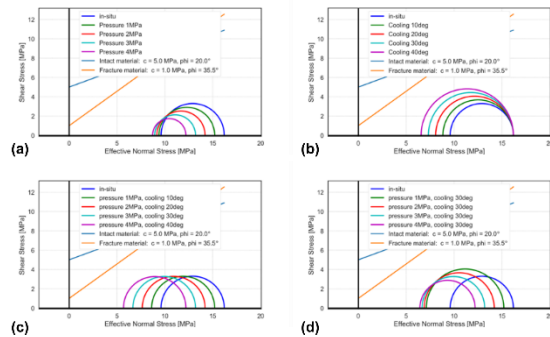 in-situ
Pressure 1MPa
Pressure 2MPa
Pressure 3MPa
Pressure 4MPa
Intact material: c = 5.0 MPa, phi = 20.0°
Fracture material: c = 1.0 MPa, phi = 35.5°
Shear Stress [MPa]
12
10
8
6
4
2
0
0
5
10
15
20
Effective Normal Stress [MPa]
(a)
in-situ
Cooling 10deg
Cooling 20deg
Cooling 30deg
Cooling 40deg
Intact material: c = 5.0 MPa, phi = 20.0°
Fracture material: c = 1.0 MPa, phi = 35.5°
Shear Stress [MPa]
12
10
8
6
4
2
0
0
5
10
15
20
Effective Normal Stress [MPa]
(b)
in-situ
pressure 1MPa, cooling 10deg
pressure 2MPa, cooling 20deg
pressure 3MPa, cooling 30deg
pressure 4MPa, cooling 40deg
Intact material: c = 5.0 MPa, phi = 20.0°
Fracture material: c = 1.0 MPa, phi = 35.5°
Shear Stress [MPa]
12
10
8
6
4
2
0
0
5
10
15
20
Effective Normal Stress [MPa]
(c)
in-situ
pressure 1MPa, cooling 30deg
pressure 2MPa, cooling 30deg
pressure 3MPa, cooling 30deg
pressure 4MPa, cooling 30deg
Intact material: c = 5.0 MPa, phi = 20.0°
Fracture material: c = 1.0 MPa, phi = 35.5°
Shear Stress [MPa]
12
10
8
6
4
2
0
0
5
10
15
20
Effective Normal Stress [MPa]
(d)